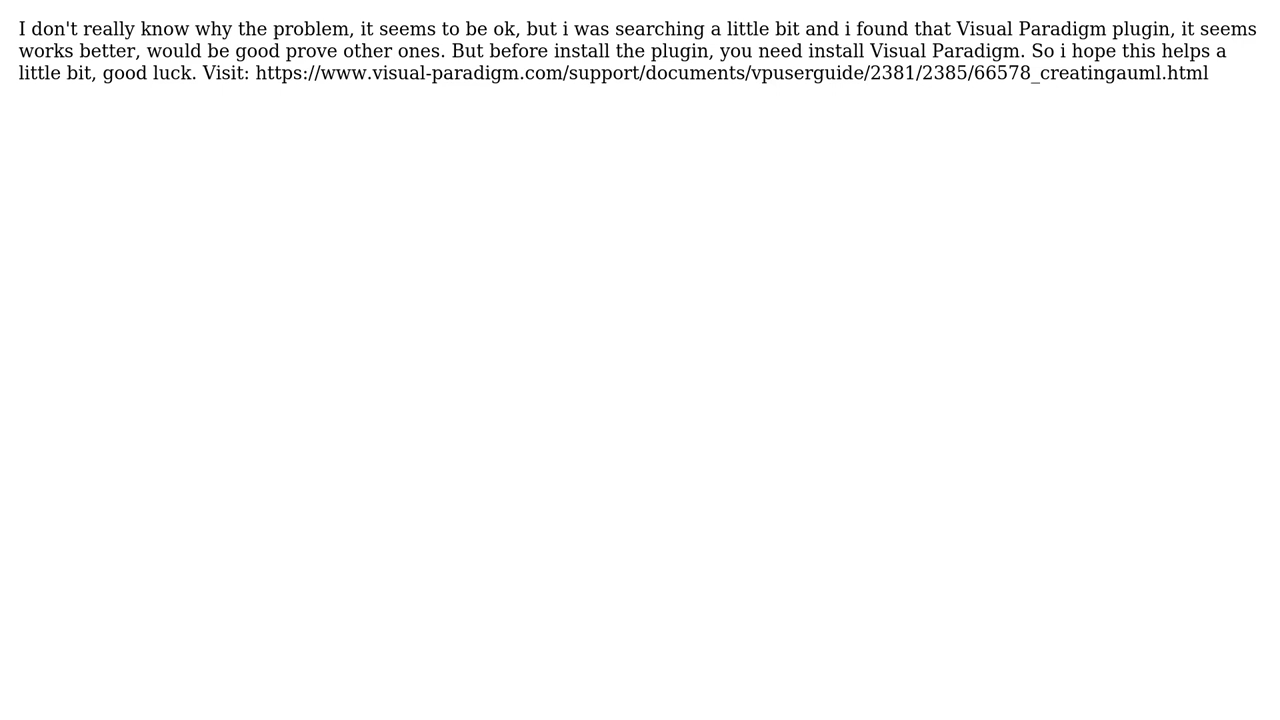 I don't really know why the problem, it seems to be ok, but i was searching a little bit and i found that Visual Paradigm plugin, it seems
works better, would be good prove other ones. But before install the plugin, you need install Visual Paradigm. So i hope this helps a
little bit, good luck. Visit: https://www.visual-paradigm.com/support/documents/vpuserguide/2381/2385/66578_creatingauml.html